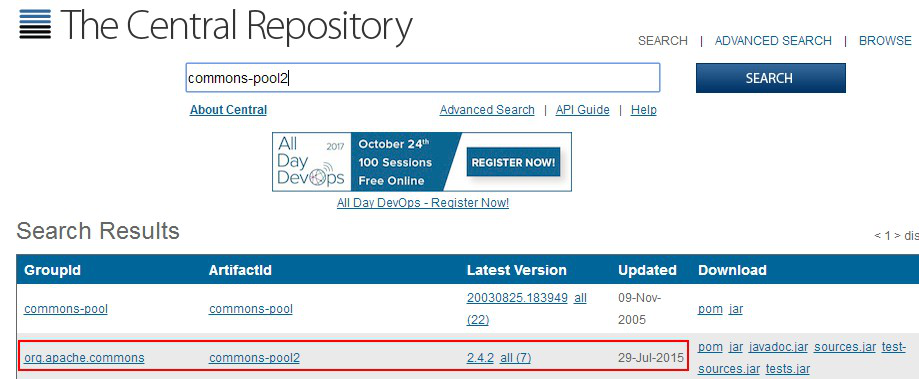 The Central Repository
SEARCH | ADVANCED SEARCH | BROWSE
commons-pool2
SEARCH
About Central
Advanced Search | API Guide | Help
All Day DevOps
2017
October 24th
100 Sessions
Free Online
REGISTER NOW!
All Day DevOps - Register Now!
Search Results
< 1 > dis
GroupId ArtifactId Latest Version Updated Download
commons-pool commons-pool 20030825.183949 all (22) 09-Nov-2005 pom jar
org.apache.commons commons-pool2 2.4.2 all (7) 29-Jul-2015 pom jar javadoc.jar sources.jar test-sources.jar tests.jar